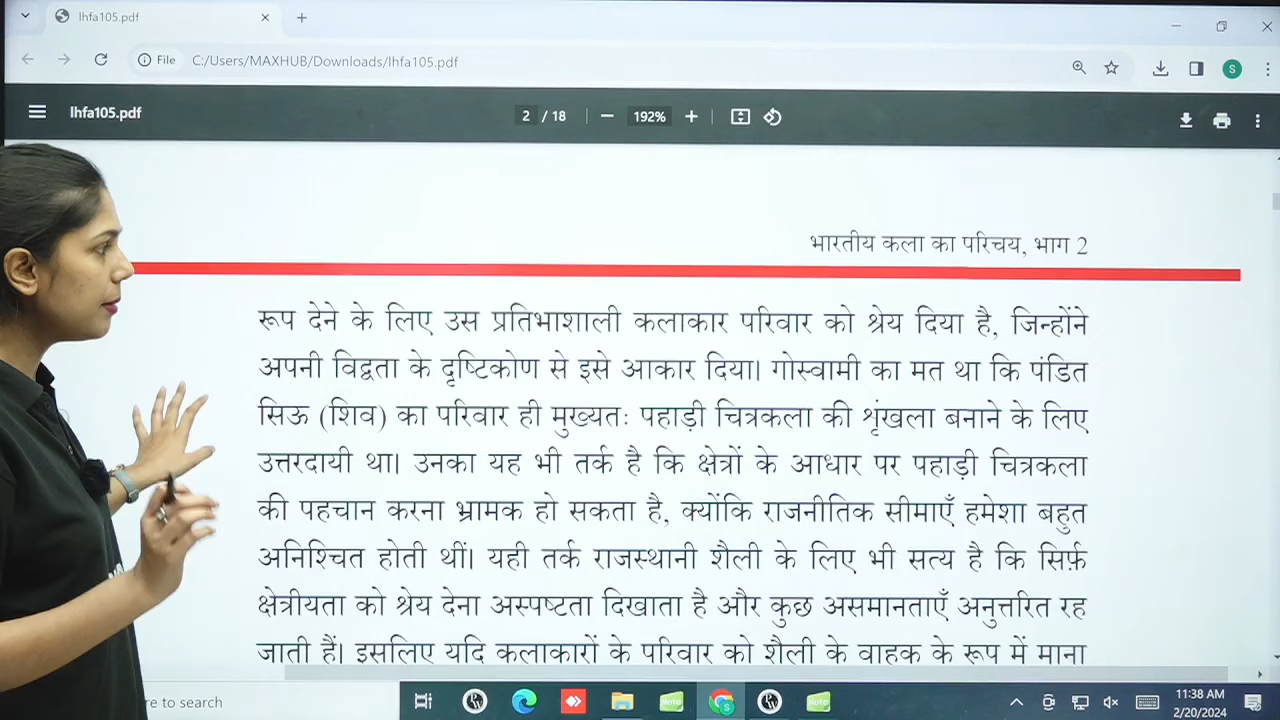 lhfa105.pdf
File C:/Users/MAXHUB/Downloads/lhfa105.pdf
S
lhfa105.pdf 2 / 18 192%
भारतीय कला का परिचय, भाग 2
रूप देने के लिए उस प्रतिभाशाली कलाकार परिवार को श्रेय दिया है, जिन्होंने
अपनी विद्वता के दृष्टिकोण से इसे आकार दिया। गोस्वामी का मत था कि पंडित
सिऊ (शिव) का परिवार ही मुख्यतः पहाड़ी चित्रकला की शृंखला बनाने के लिए
उत्तरदायी था। उनका यह भी तर्क है कि क्षेत्रों के आधार पर पहाड़ी चित्रकला
की पहचान करना भ्रामक हो सकता है, क्योंकि राजनीतिक सीमाएँ हमेशा बहुत
अनिश्चित होती थीं। यही तर्क राजस्थानी शैली के लिए भी सत्य है कि सिर्फ़
क्षेत्रीयता को श्रेय देना अस्पष्टता दिखाता है और कुछ असमानताएँ अनुत्तरित रह
जाती हैं। इसलिए यदि कलाकारों के परिवार को शैली के वाहक के रूप में माना
re to search
Note
Note
11:38 AM
2/20/2024